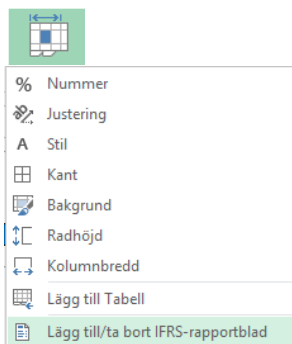 % Nummer
Justering
A Stil
Kant
Bakgrund
Radhöjd
Kolumnbredd
Lägg till Tabell
Lägg till/ta bort IFRS-rapportblad